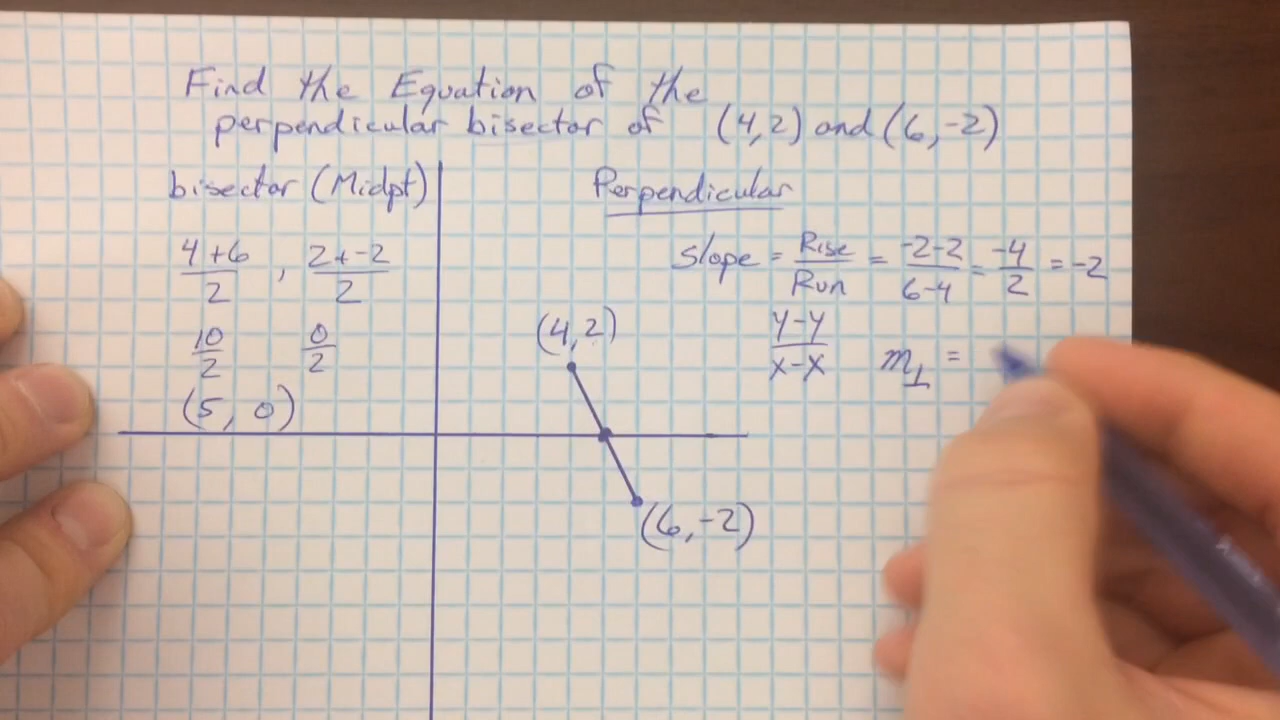 Find the Equation of the
perpendicular bisector of (4,2) and (6,-2)
bisector (Midpt)
4+6/2 , 2+-2/2
10/2 0/2
(5, 0)
Perpendicular
Slope = Rise/Run = -2-2/6-4 = -4/2 = -2
y-y/x-x
m⊥ =
(4,2)
(6,-2)